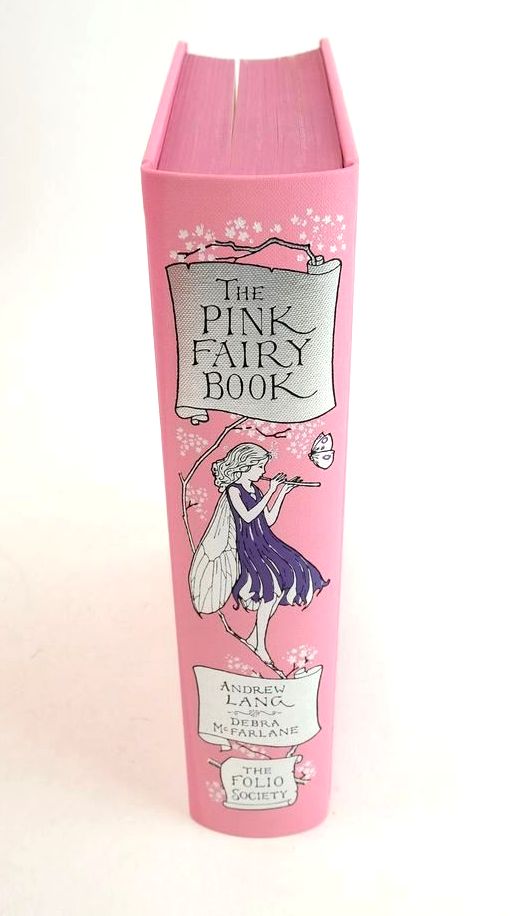 THE
PINK
FAIRY
BOOK
ANDREW
LANG
DEBRA
McFARLANE
THE
FOLIO
SOCIETY